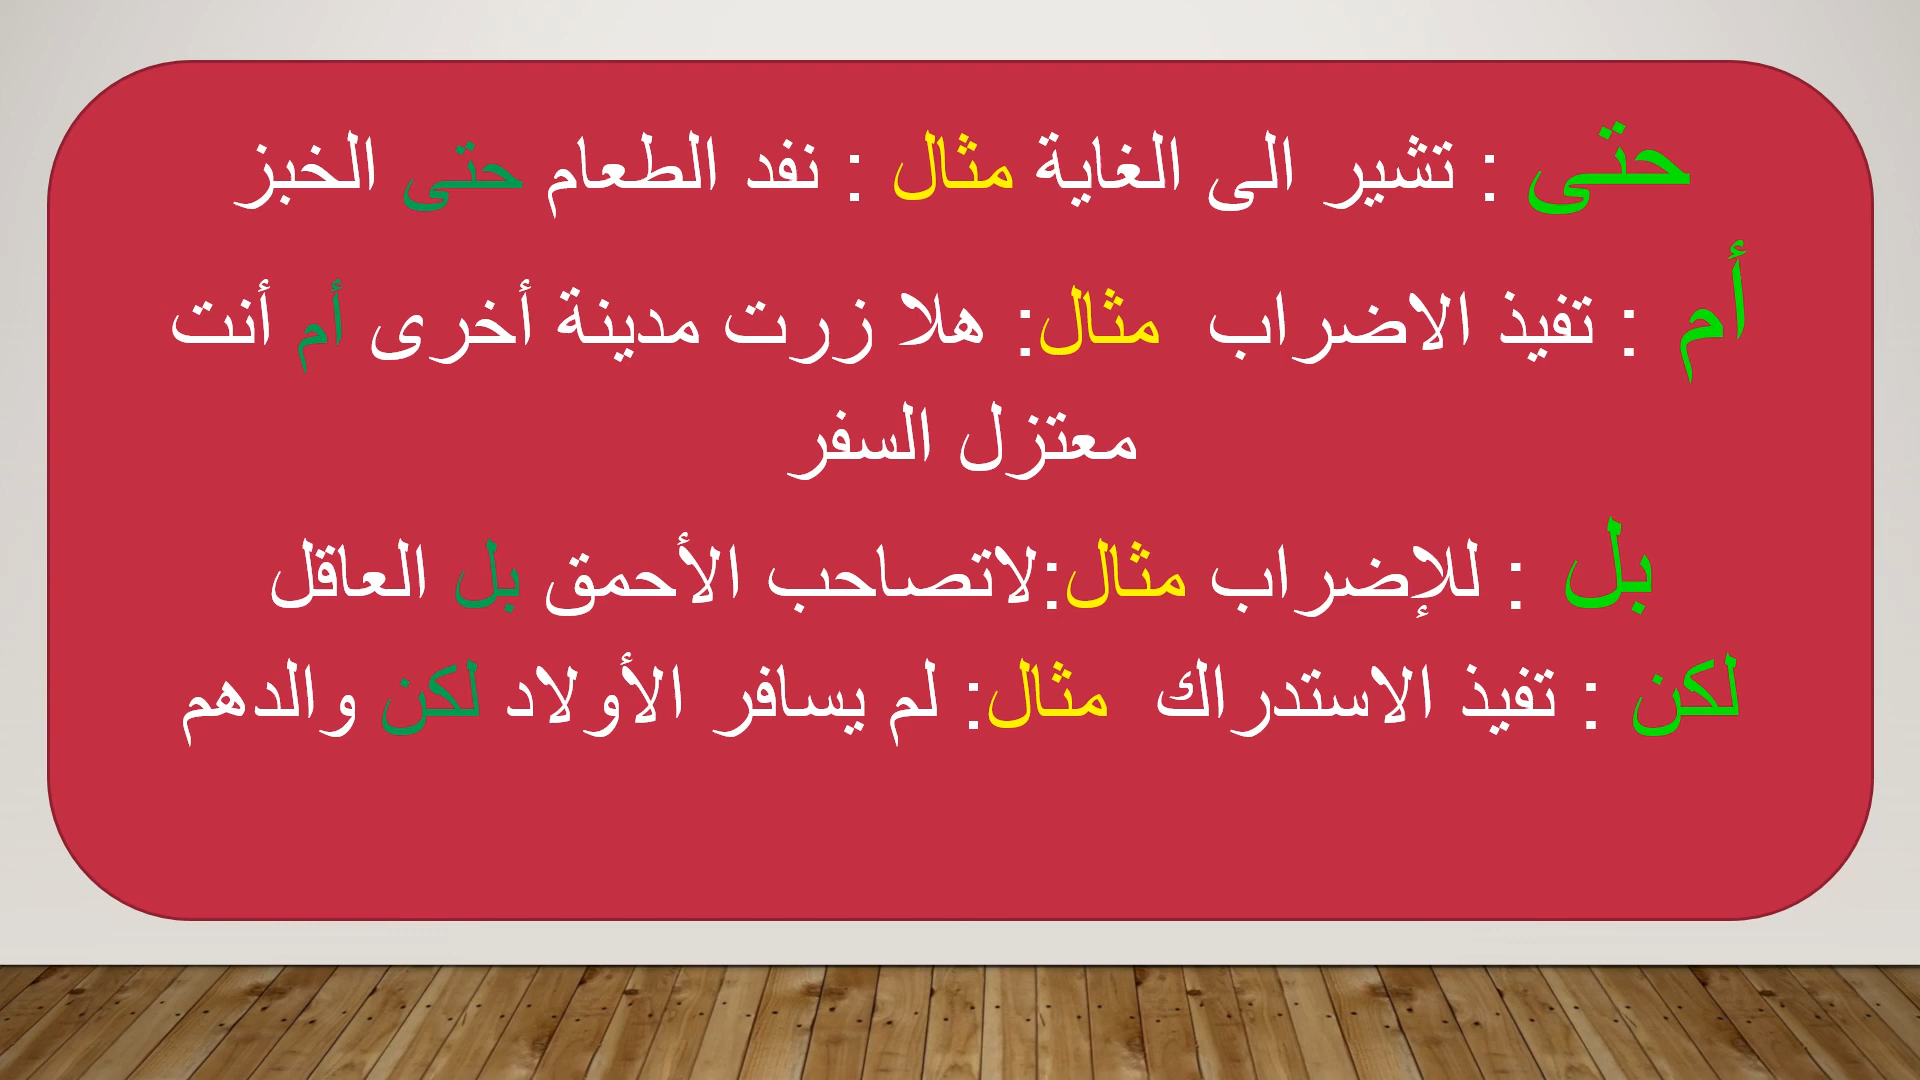 حتى : تشير الى الغاية مثال : نفد الطعام حتى الخبز
أم : تفيذ الاضراب مثال: هلا زرت مدينة أخرى أم أنت
معتزل السفر
بل : للإضراب مثال:لاتصاحب الأحمق بل العاقل
لكن : تفيذ الاستدراك مثال: لم يسافر الأولاد لكن والدهم